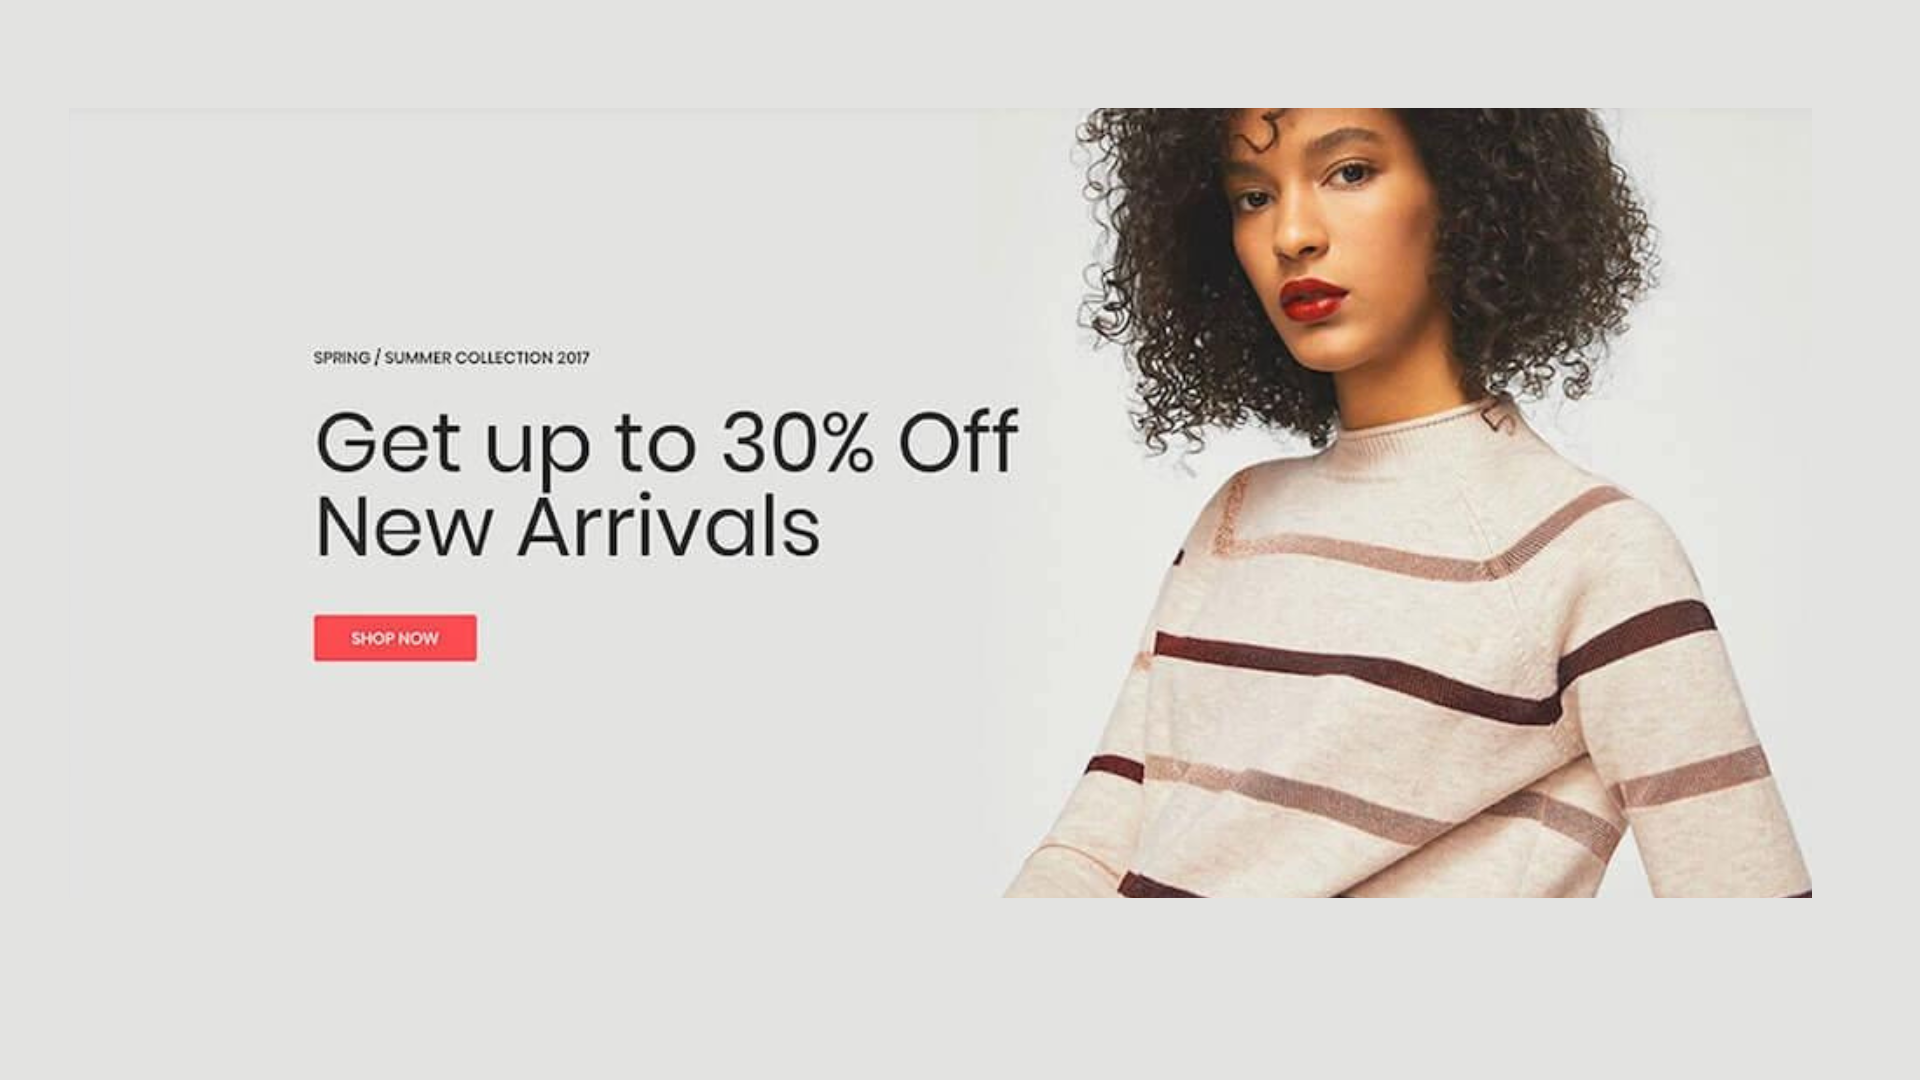 SPRING / SUMMER COLLECTION 2017
Get up to 30% Off
New Arrivals
SHOP NOW